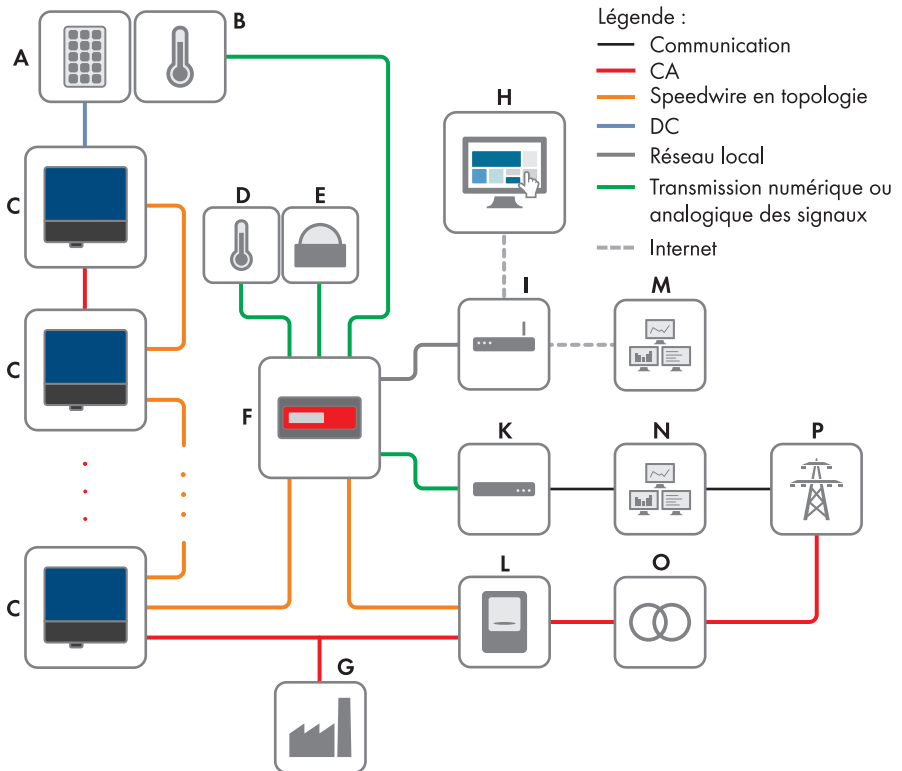 A
B
C
C
C
D
E
F
G
H
I
K
L
M
N
O
P
Légende :
Communication
CA
Speedwire en topologie
DC
Réseau local
Transmission numérique ou
analogique des signaux
Internet